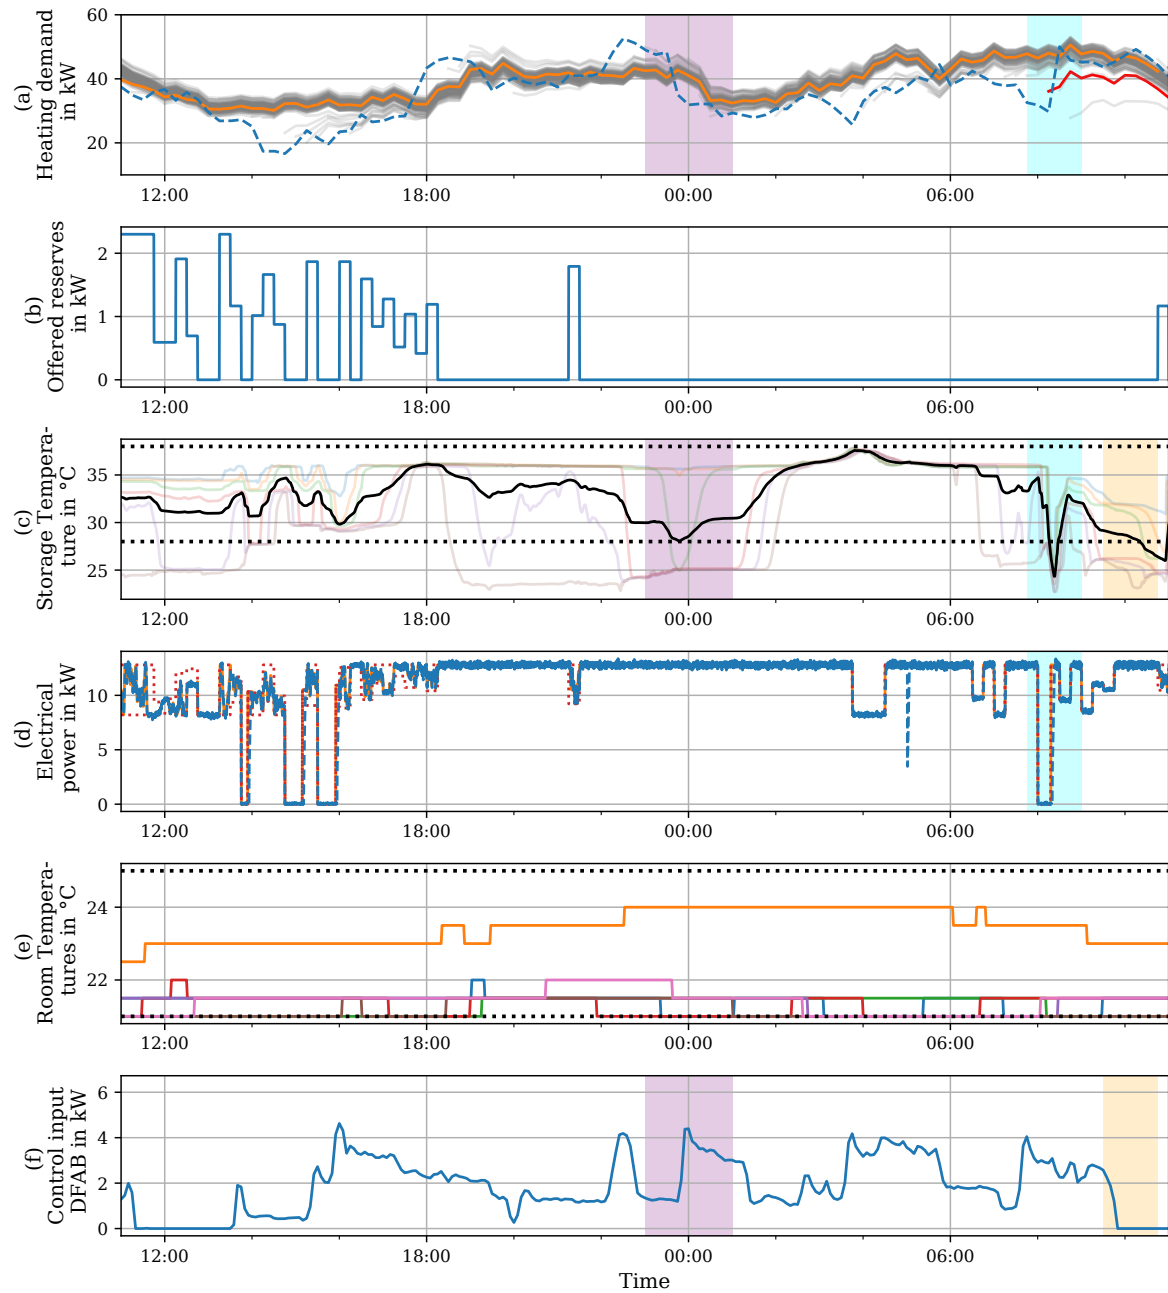 (a)
Heating demand
in kW
60
40
20
12:00 18:00 00:00 06:00
(b)
Offered reserves
in kW
2
1
0
12:00 18:00 00:00 06:00
(c)
Storage Tempera-
ture in °C
35
30
25
12:00 18:00 00:00 06:00
(d)
Electrical
power in kW
10
5
0
12:00 18:00 00:00 06:00
(e)
Room Tempera-
tures in °C
24
22
12:00 18:00 00:00 06:00
(f)
Control input
DFAB in kW
6
4
2
0
12:00 18:00 00:00 06:00
Time